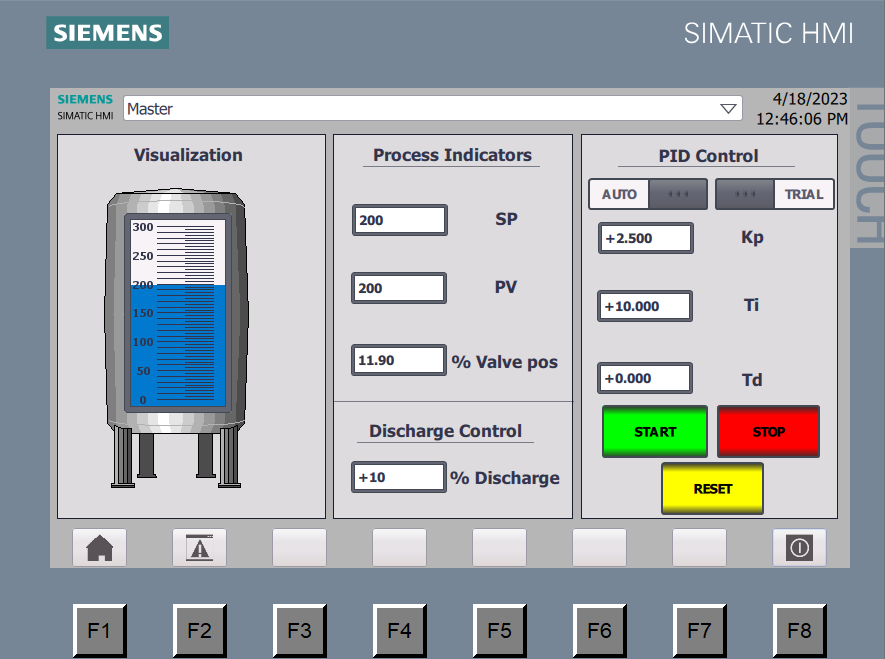 SIEMENS
SIMATIC HMI
SIEMENS
SIMATIC HMI
Master
4/18/2023
12:46:06 PM
TOUCH
Visualization
300
250
200
150
100
50
0
Process Indicators
200 SP
200 PV
11.90 % Valve pos
Discharge Control
+10 % Discharge
PID Control
AUTO
TRIAL
+2.500 Kp
+10.000 Ti
+0.000 Td
START
STOP
RESET
F1
F2
F3
F4
F5
F6
F7
F8